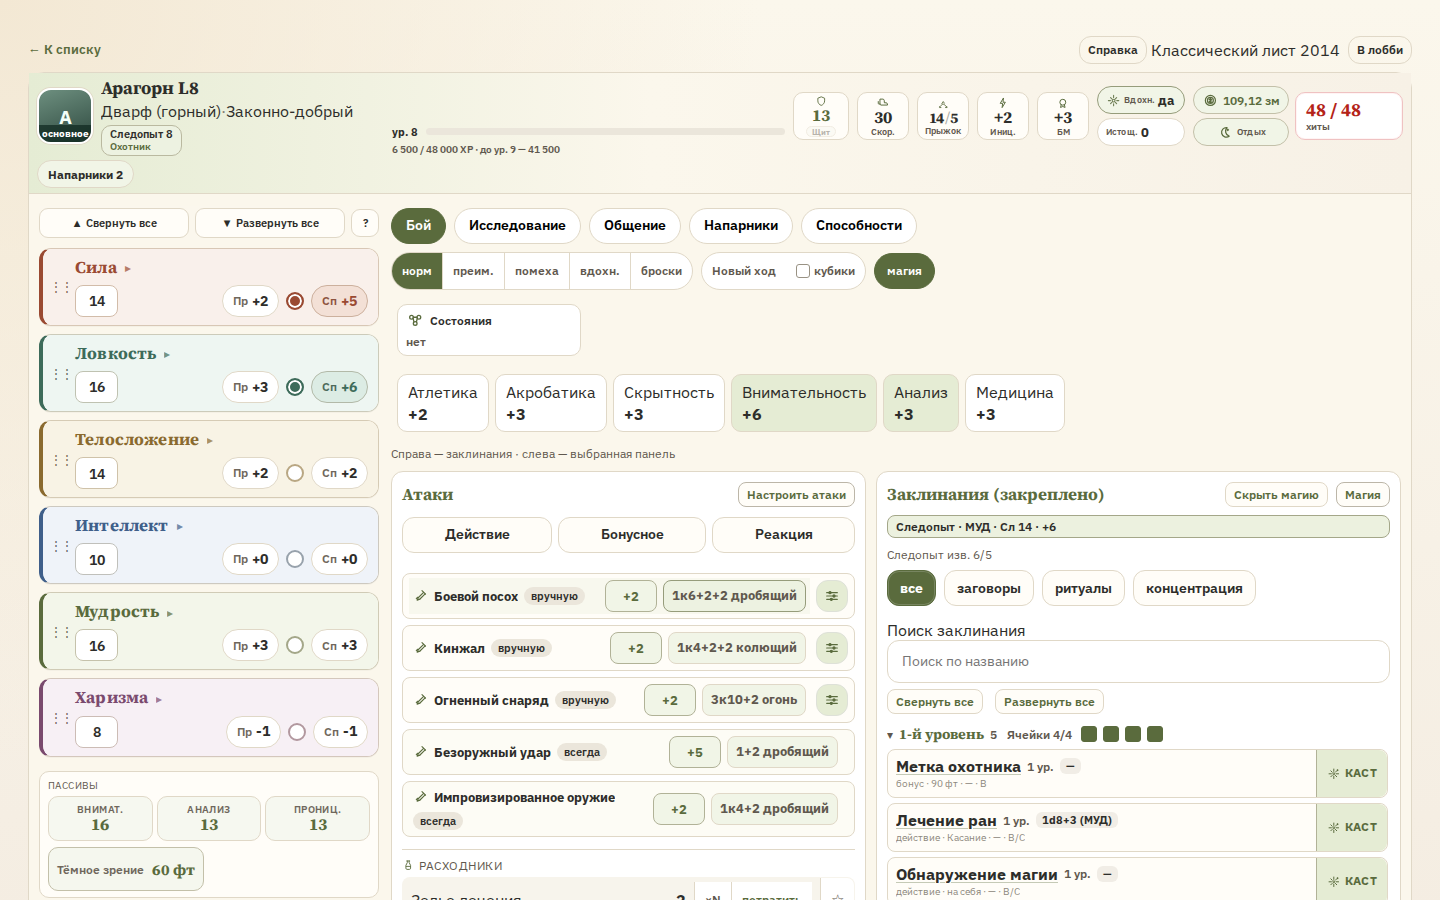 ← К списку
Справка Классический лист 2014 В лобби
А
основное
Арагорн L8
Дварф (горный)·Законно-добрый
Следопыт 8
Охотник
Напарники 2
ур. 8
6 500 / 48 000 XP · до ур. 9 — 41 500
13
Щит
30
Скор.
14/5
Прыжок
+2
Иниц.
+3
БМ
Вдохн. да
Истощ. 0
109,12 зм
Отдых
48 / 48
хиты
▲ Свернуть все ▼ Развернуть все ?
Сила ▸
14 Пр +2 Сп +5
Ловкость ▸
16 Пр +3 Сп +6
Телосложение ▸
14 Пр +2 Сп +2
Интеллект ▸
10 Пр +0 Сп +0
Мудрость ▸
16 Пр +3 Сп +3
Харизма ▸
8 Пр -1 Сп -1
ПАССИВЫ
ВНИМАТ.
16
АНАЛИЗ
13
ПРОНИЦ.
13
Тёмное зрение 60 фт
Бой Исследование Общение Напарники Способности
норм преим. помеха вдохн. броски Новый ход кубики магия
Состояния
нет
Атлетика
+2
Акробатика
+3
Скрытность
+3
Внимательность
+6
Анализ
+3
Медицина
+3
Справа — заклинания · слева — выбранная панель
Атаки Настроить атаки
Действие Бонусное Реакция
Боевой посох вручную +2 1к6+2+2 дробящий
Кинжал вручную +2 1к4+2+2 колющий
Огненный снаряд вручную +2 3к10+2 огонь
Безоружный удар всегда +5 1+2 дробящий
Импровизированное оружие
всегда
+2 1к4+2 дробящий
РАСХОДНИКИ
Зелье лечения 2 ×N потратить ☆
Заклинания (закреплено) Скрыть магию Магия
Следопыт · МУД · Сл 14 · +6
Следопыт изв. 6/5
все заговоры ритуалы концентрация
Поиск заклинания
Поиск по названию
Свернуть все Развернуть все
▾ 1-й уровень 5 Ячейки 4/4
Метка охотника 1 ур. —
бонус · 90 фт · — · В
КАСТ
Лечение ран 1 ур. 1d8+3 (МУД)
действие · Касание · — · В/С
КАСТ
Обнаружение магии 1 ур. —
действие · на себя · — · В/С
КАСТ